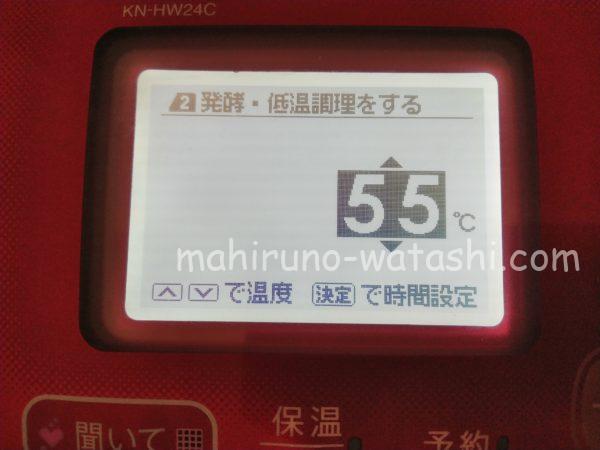 KN-HW24C
2 発酵・低温調理をする
55℃
mahiruno-watashi.com
で温度 決定 で時間設定
聞いて
保温
予約